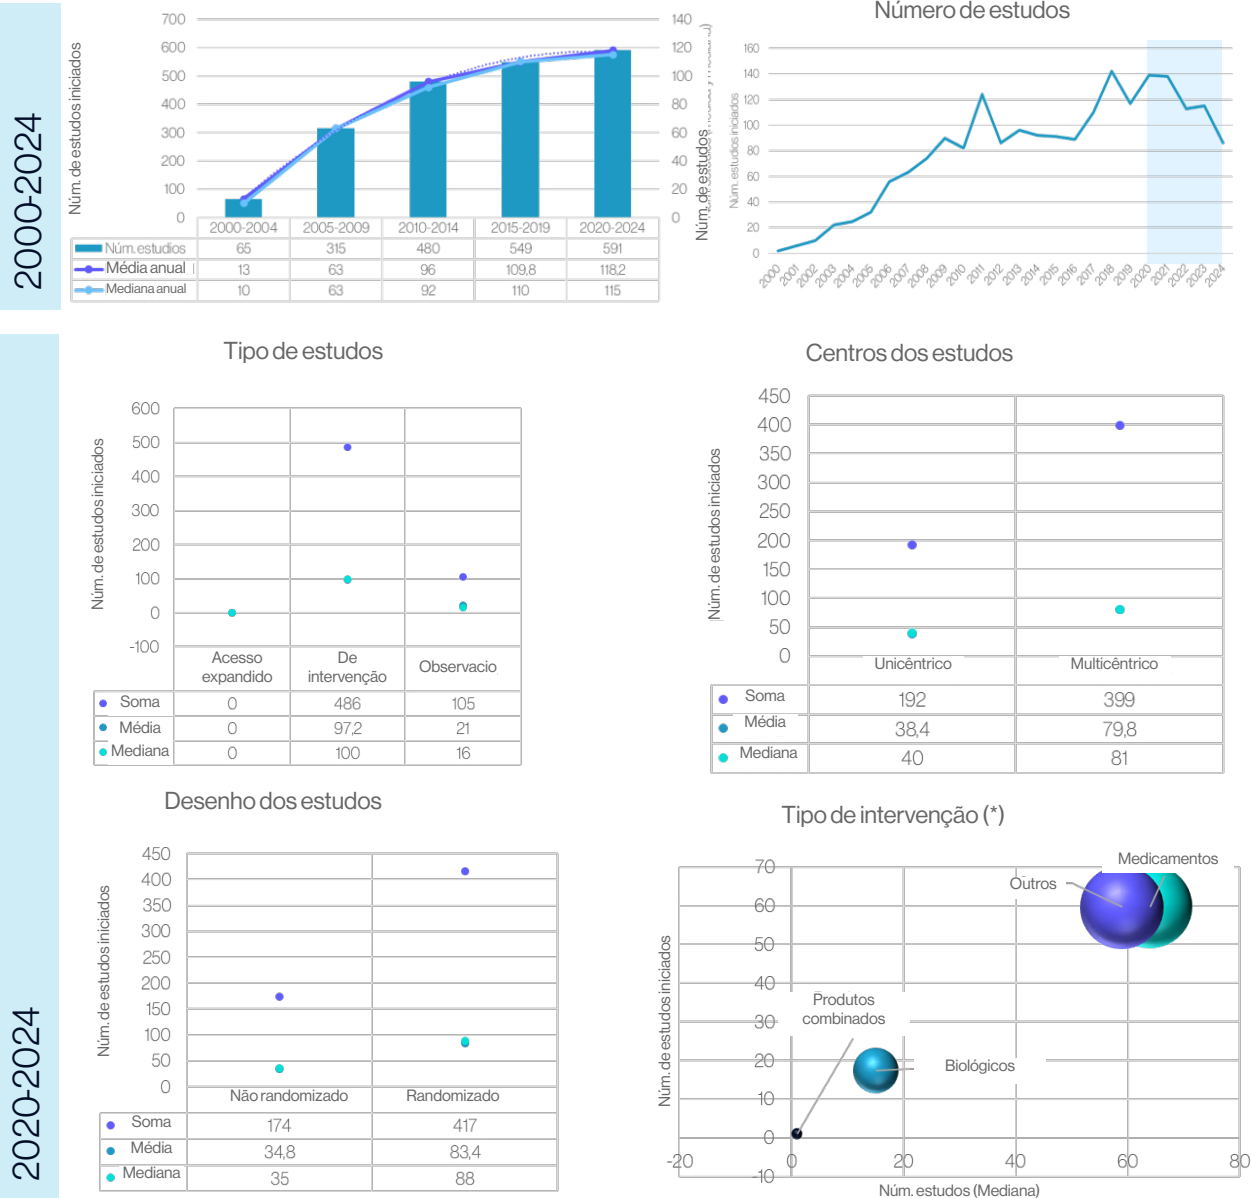 2000-2024
Núm. de estudos iniciados
700
600
500
400
300
200
100
0
140
120
100
80
60
40
20
0
Núm. de estudos
2000-2004 2005-2009 2010-2014 2015-2019 2020-2024
Núm. estudios 65 315 480 549 591
Média anual 13 63 96 109,8 118,2
Mediana anual 10 63 92 110 115
Número de estudos
Núm. estudios iniciados
160
140
120
100
80
60
40
20
0
2000 2001 2002 2003 2004 2005 2006 2007 2008 2009 2010 2011 2012 2013 2014 2015 2016 2017 2018 2019 2020 2021 2022 2023 2024
2020-2024
Tipo de estudos
Núm. de estudos iniciados
600
500
400
300
200
100
0
-100
Acesso expandido
De intervenção
Observacio
Soma 0 486 105
Média 0 97,2 21
Mediana 0 100 16
Centros dos estudos
Núm. de estudos iniciados
450
400
350
300
250
200
150
100
50
0
Unicêntrico Multicêntrico
Soma 192 399
Média 38,4 79,8
Mediana 40 81
Desenho dos estudos
Núm. de estudos iniciados
450
400
350
300
250
200
150
100
50
0
Não randomizado Randomizado
Soma 174 417
Média 34,8 83,4
Mediana 35 88
Tipo de intervenção (*)
Núm. de estudos iniciados
70
60
50
40
30
20
10
0
-10
Medicamentos
Outros
Produtos
combinados
Biológicos
-20 0 20 40 60 80
Núm. estudos (Mediana)